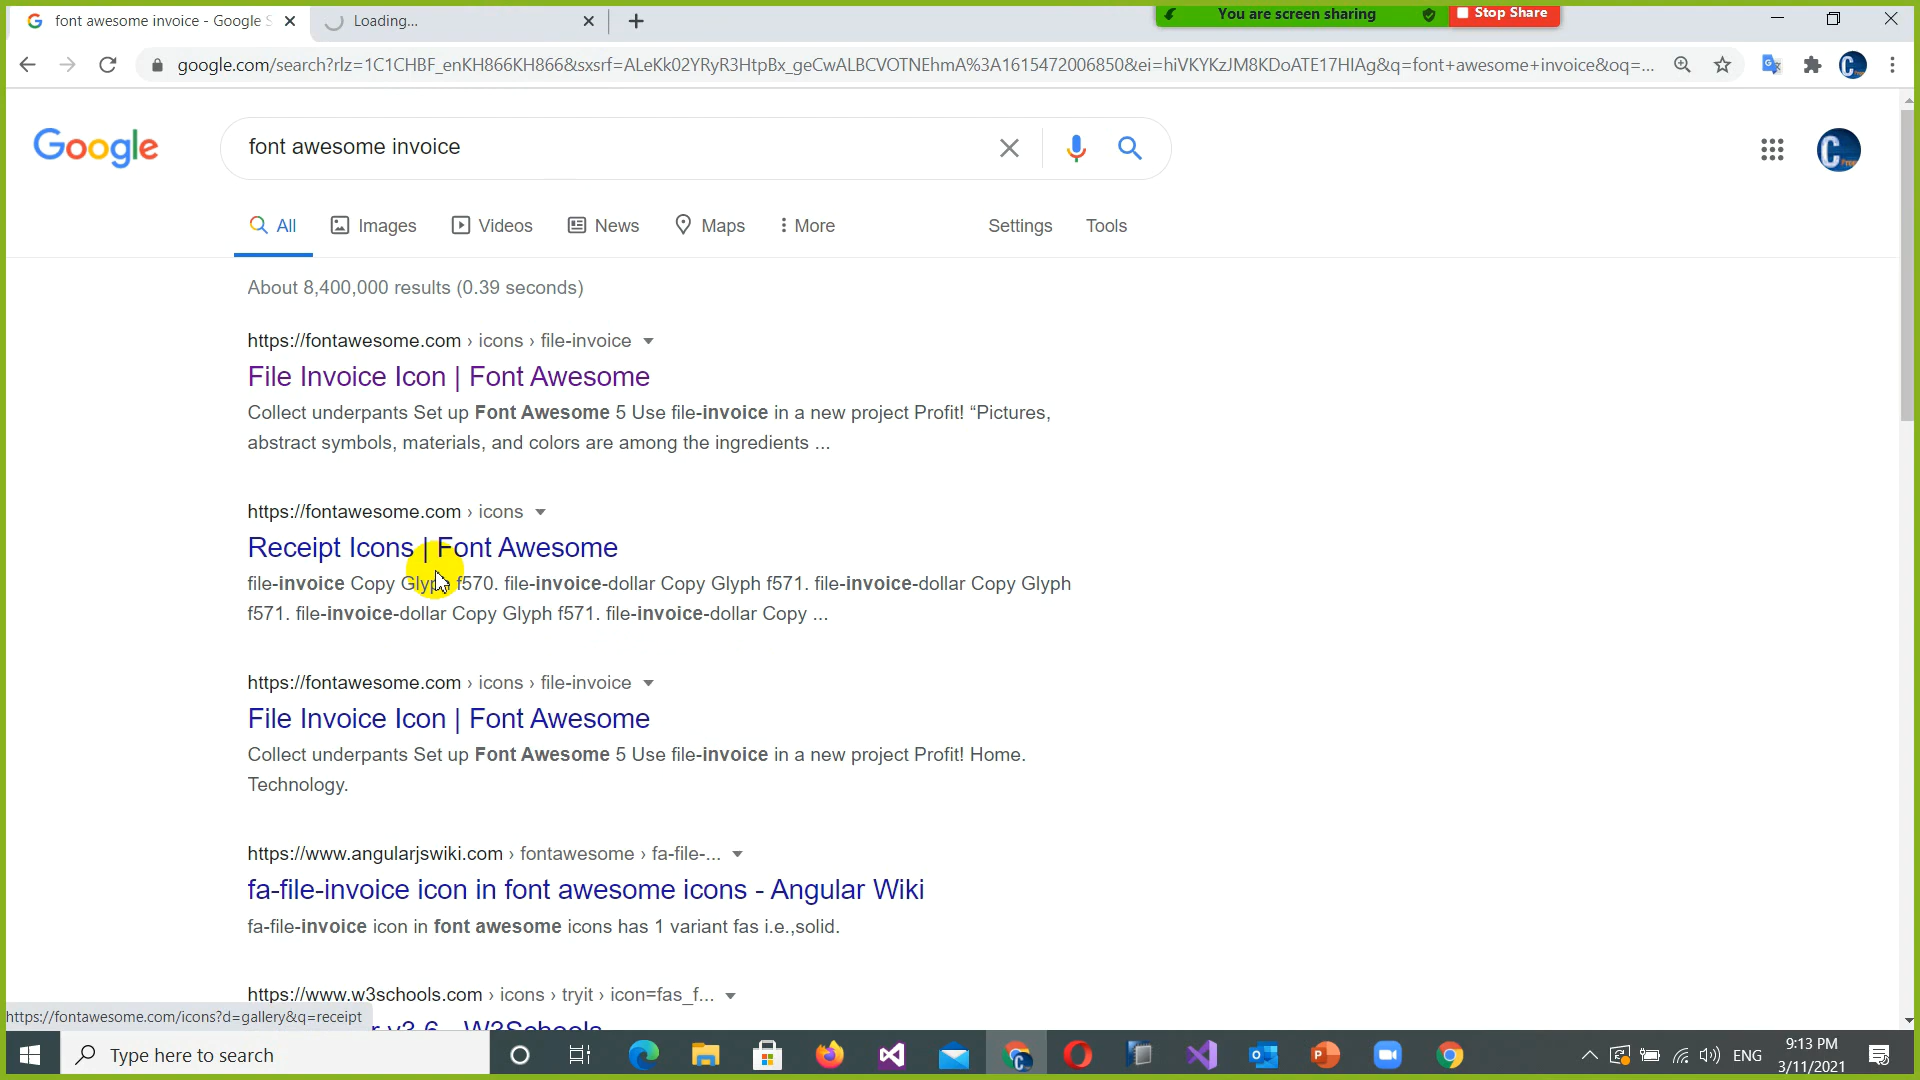 font awesome invoice - Google S
Loading...
You are screen sharing
Stop Share
google.com/search?rlz=1C1CHBF_enKH866KH866&sxsrf=ALeKk02YRyR3HtpBx_geCwALBCVOTNEhmA%3A1615472006850&ei=hiVKYKzJM8KDoATE17HIAg&q=font+awesome+invoice&oq=...
Google
font awesome invoice
All
Images
Videos
News
Maps
More
Settings
Tools
About 8,400,000 results (0.39 seconds)
https://fontawesome.com › icons › file-invoice
File Invoice Icon | Font Awesome
Collect underpants Set up Font Awesome 5 Use file-invoice in a new project Profit! “Pictures,
abstract symbols, materials, and colors are among the ingredients ...
https://fontawesome.com › icons
Receipt Icons | Font Awesome
file-invoice Copy Glyph f570. file-invoice-dollar Copy Glyph f571. file-invoice-dollar Copy Glyph
f571. file-invoice-dollar Copy Glyph f571. file-invoice-dollar Copy ...
https://fontawesome.com › icons › file-invoice
File Invoice Icon | Font Awesome
Collect underpants Set up Font Awesome 5 Use file-invoice in a new project Profit! Home.
Technology.
https://www.angularjswiki.com › fontawesome › fa-file-...
fa-file-invoice icon in font awesome icons - Angular Wiki
fa-file-invoice icon in font awesome icons has 1 variant fas i.e.,solid.
https://www.w3schools.com › icons › tryit › icon=fas_f...
r v3.6 - W3Schools
https://fontawesome.com/icons?d=gallery&q=receipt
Type here to search
ENG
9:13 PM
3/11/2021